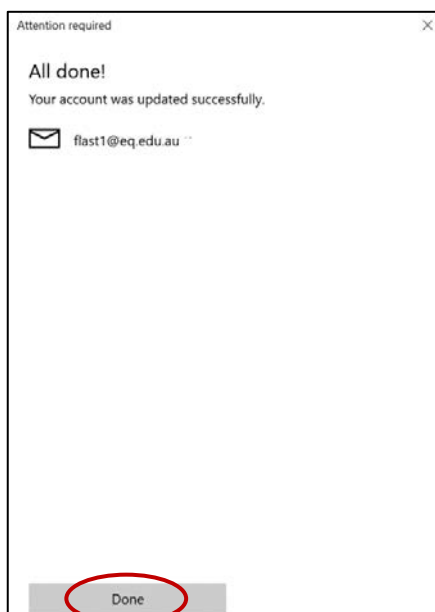 Attention required
All done!
Your account was updated successfully.
flast1@eq.edu.au
Done